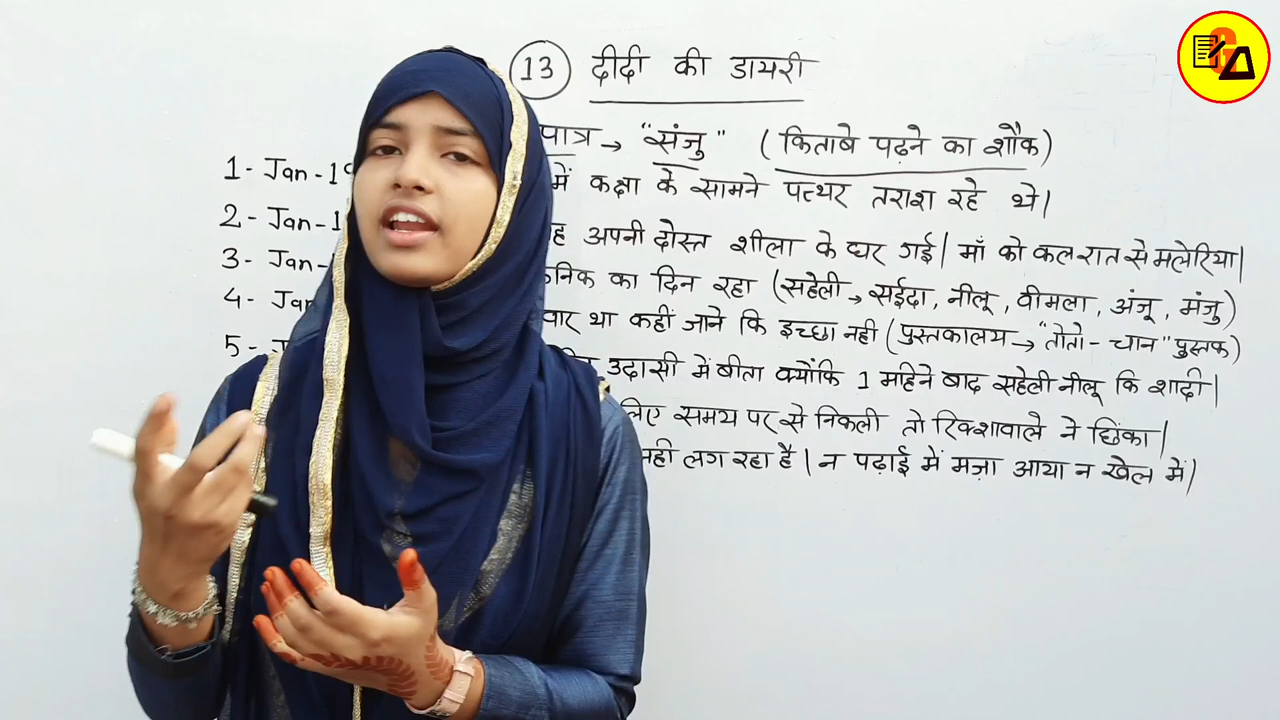 13 दीदी की डायरी
पात्र → "संजु" (किताबे पढ़ने का शौक)
1- Jan-19 में कक्षा के सामने पत्थर तराश रहे थे।
2- Jan-1 अपनी दोस्त शीला के घर गई। माँ को कल रात से मलेरिया।
3- Jan- का दिन रहा (सहेली → सईदा, नीलू, वीमला, अंजू, मंजु)
4- Jan था कहीं जाने कि इच्छा नही (पुस्तकालय → "तोतो-चान" पुस्तक)
5- उदासी में बीता क्योंकि 1 महिने बाद सहेली नीलू कि शादी।
लिए समय पर से निकली तो रिक्शावाले ने छिंका।
नही लग रहा है। न पढ़ाई में मज़ा आया न खेल में।